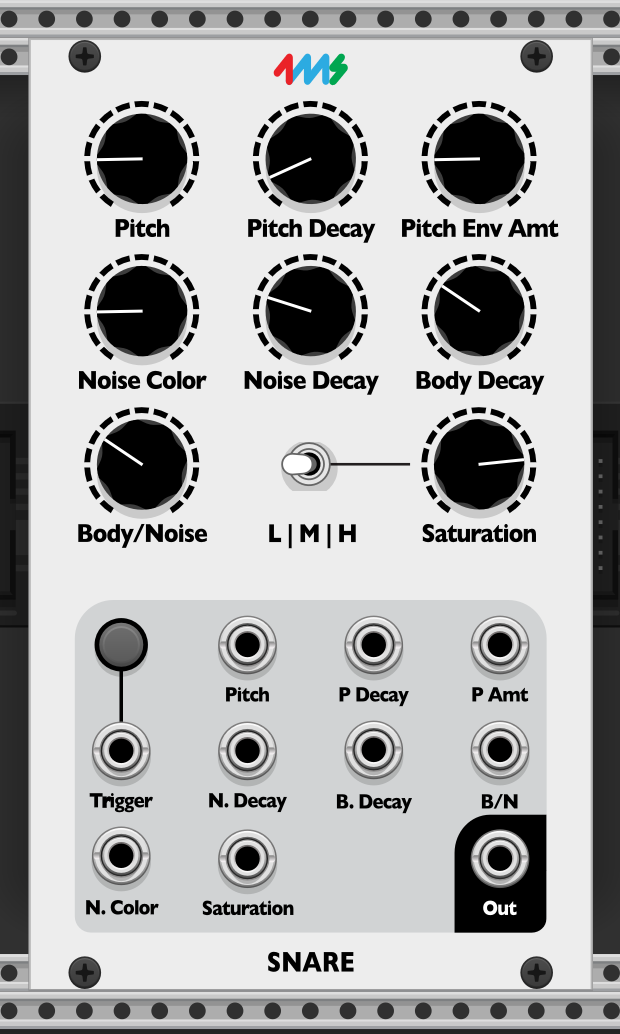 4ms
Pitch Pitch Decay Pitch Env Amt
Noise Color Noise Decay Body Decay
Body/Noise L | M | H Saturation
Pitch P Decay P Amt
Trigger N. Decay B. Decay B/N
N. Color Saturation Out
SNARE